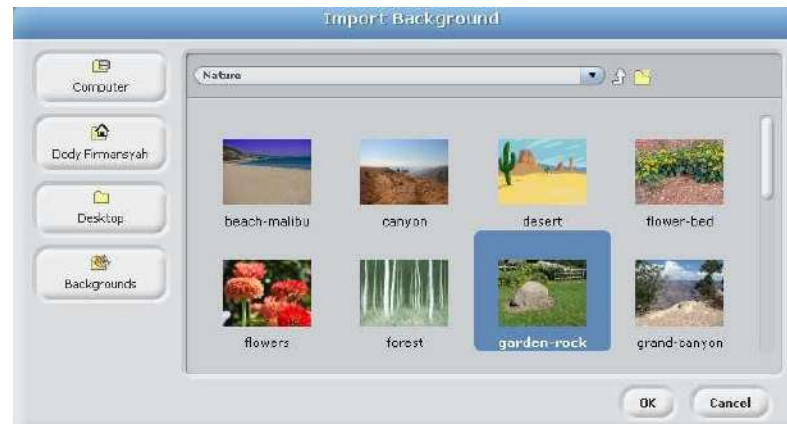 Import Background
Computer
Dody Firmansyah
Desktop
Backgrounds
Nature
beach-malibu canyon desert flower-bed
flowers forest garden-rock grand-canyon
OK Cancel